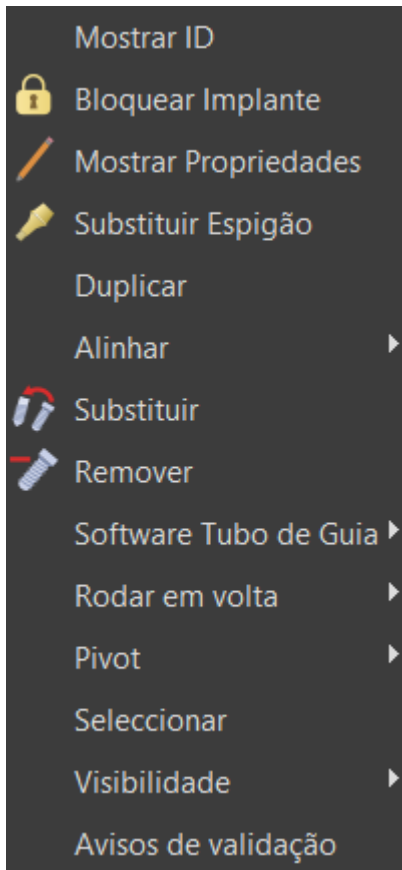 Mostrar ID
Bloquear Implante
Mostrar Propriedades
Substituir Espigão
Duplicar
Alinhar
Substituir
Remover
Software Tubo de Guia
Rodar em volta
Pivot
Seleccionar
Visibilidade
Avisos de validação